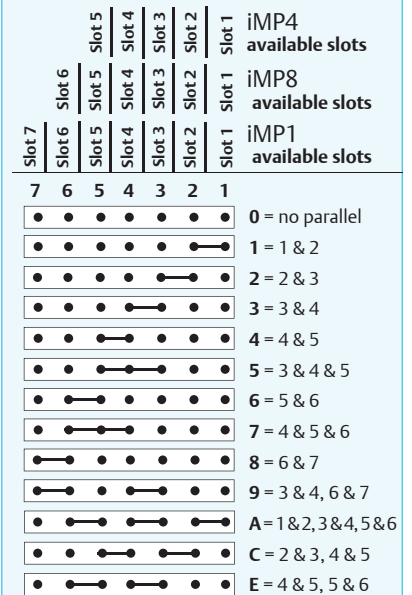 Slot 5 Slot 4 Slot 3 Slot 2 Slot 1 iMP4
available slots
Slot 6 Slot 5 Slot 4 Slot 3 Slot 2 Slot 1 iMP8
available slots
Slot 7 Slot 6 Slot 5 Slot 4 Slot 3 Slot 2 Slot 1 iMP1
available slots
7 6 5 4 3 2 1
0 = no parallel
1 = 1 & 2
2 = 2 & 3
3 = 3 & 4
4 = 4 & 5
5 = 3 & 4 & 5
6 = 5 & 6
7 = 4 & 5 & 6
8 = 6 & 7
9 = 3 & 4, 6 & 7
A = 1 & 2, 3 & 4, 5 & 6
C = 2 & 3, 4 & 5
E = 4 & 5, 5 & 6